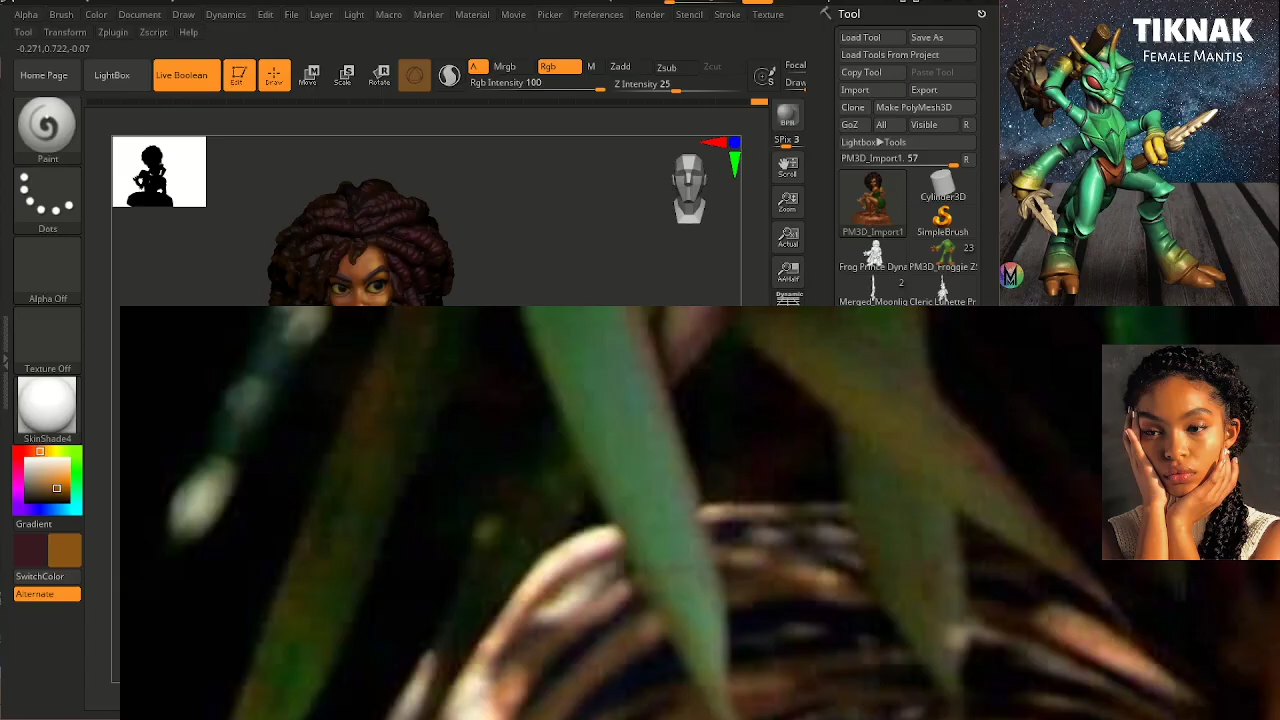 Alpha Brush Color Document Draw Dynamics Edit File Layer Light Macro Marker Material Movie Picker Preferences Render Stencil Stroke Texture
Tool Transform Zplugin Zscript Help
-0.271,0.722,-0.07
Home Page LightBox Live Boolean Edit Draw Move Scale Rotate
A Mrgb Rgb M Zadd Zsub Zcut Focal
Rgb Intensity 100 Z Intensity 25 Draw
Paint
Dots
Alpha Off
Texture Off
SkinShade4
Gradient
SwitchColor
Alternate
BPR
SPix 3
Scroll
Zoom
Actual
AAHalf
Dynamic
Tool
Load Tool Save As
Load Tools From Project
Copy Tool Paste Tool
Import Export
Clone Make PolyMesh3D
GoZ All Visible R
Lightbox▶Tools
PM3D_Import1. 57 R
Cylinder3D
PM3D_Import1 SimpleBrush
23
Frog Prince Dyna PM3D_Froggie Z
2
Merged_Moonlig Cleric Lunette Pr
TIKNAK
FEMALE MANTIS
M